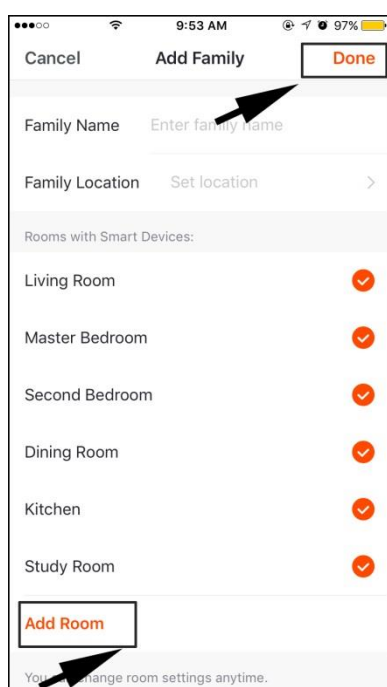 9:53 AM 97%
Cancel Add Family Done
Family Name Enter family name
Family Location Set location
Rooms with Smart Devices:
Living Room
Master Bedroom
Second Bedroom
Dining Room
Kitchen
Study Room
Add Room
You can change room settings anytime.